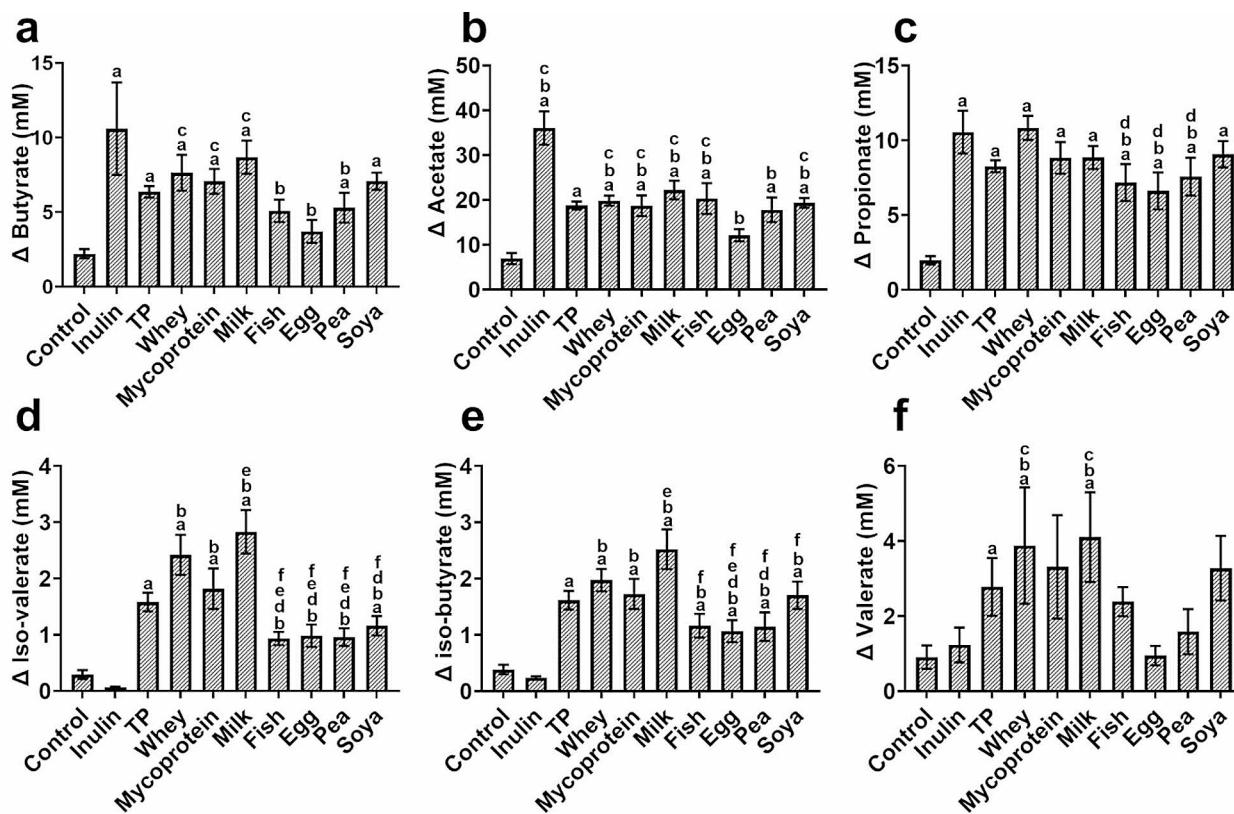 a
Δ Butyrate (mM)
15
10
5
0
a
a
c
a
c
a
c
a
b
b
b
a
a
Control
Inulin
TP
Whey
Mycoprotein
Milk
Fish
Egg
Pea
Soya
b
Δ Acetate (mM)
50
40
30
20
10
0
c
b
a
a
c
b
a
c
b
a
c
b
a
c
b
a
b
b
a
c
b
a
Control
Inulin
TP
Whey
Mycoprotein
Milk
Fish
Egg
Pea
Soya
c
Δ Propionate (mM)
15
10
5
0
a
a
a
a
a
d
b
a
d
b
a
d
b
a
a
Control
Inulin
TP
Whey
Mycoprotein
Milk
Fish
Egg
Pea
Soya
d
Δ Iso-valerate (mM)
4
3
2
1
0
a
b
a
b
a
e
b
a
f
e
d
b
f
e
d
b
f
e
d
b
f
d
b
a
Control
Inulin
TP
Whey
Mycoprotein
Milk
Fish
Egg
Pea
Soya
e
Δ iso-butyrate (mM)
4
3
2
1
0
a
b
a
b
a
e
b
a
f
b
a
f
e
d
b
a
f
d
b
a
f
b
a
Control
Inulin
TP
Whey
Mycoprotein
Milk
Fish
Egg
Pea
Soya
f
Δ Valerate (mM)
6
4
2
0
a
c
b
a
c
b
a
Control
Inulin
TP
Whey
Mycoprotein
Milk
Fish
Egg
Pea
Soya